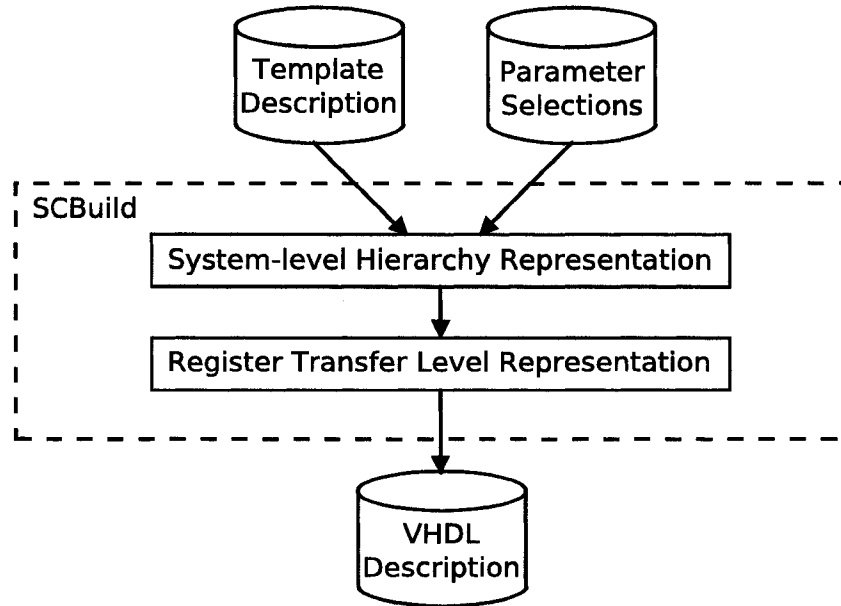 Template
Description
Parameter
Selections
SCBuild
System-level Hierarchy Representation
Register Transfer Level Representation
VHDL
Description